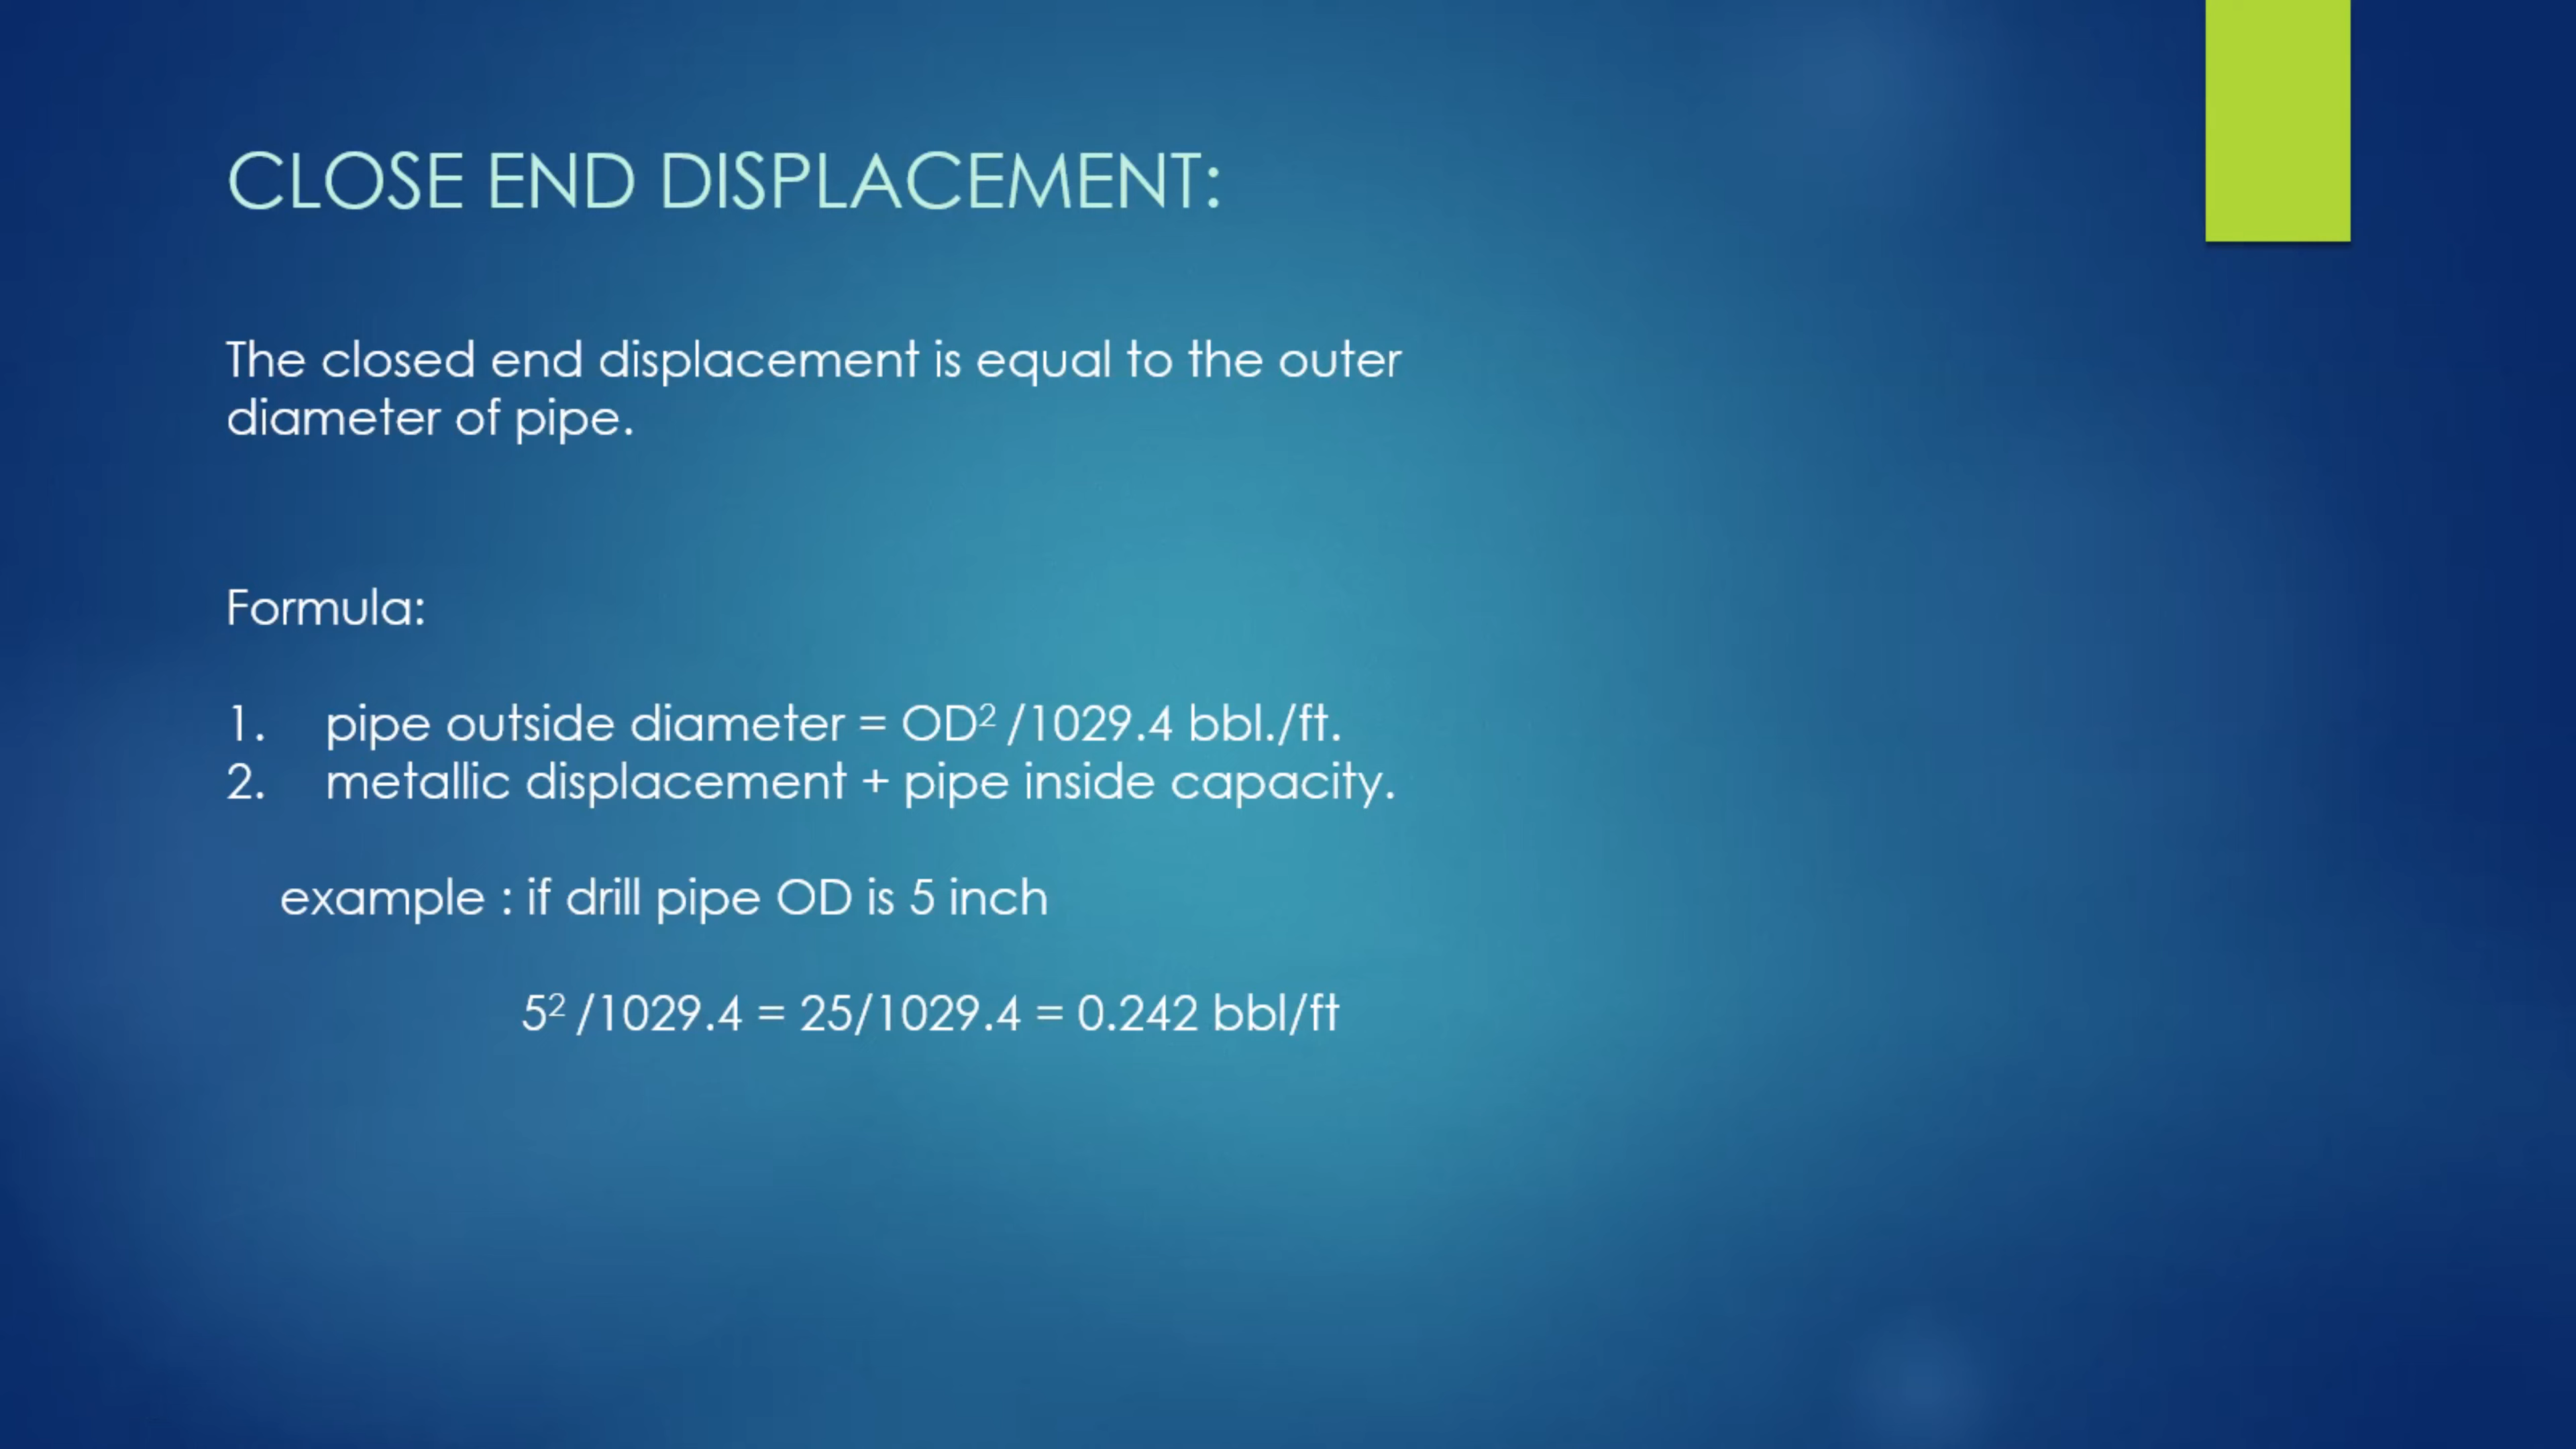 CLOSE END DISPLACEMENT:
The closed end displacement is equal to the outer
diameter of pipe.
Formula:
1. pipe outside diameter = OD² /1029.4 bbl./ft.
2. metallic displacement + pipe inside capacity.
example : if drill pipe OD is 5 inch
5² /1029.4 = 25/1029.4 = 0.242 bbl/ft